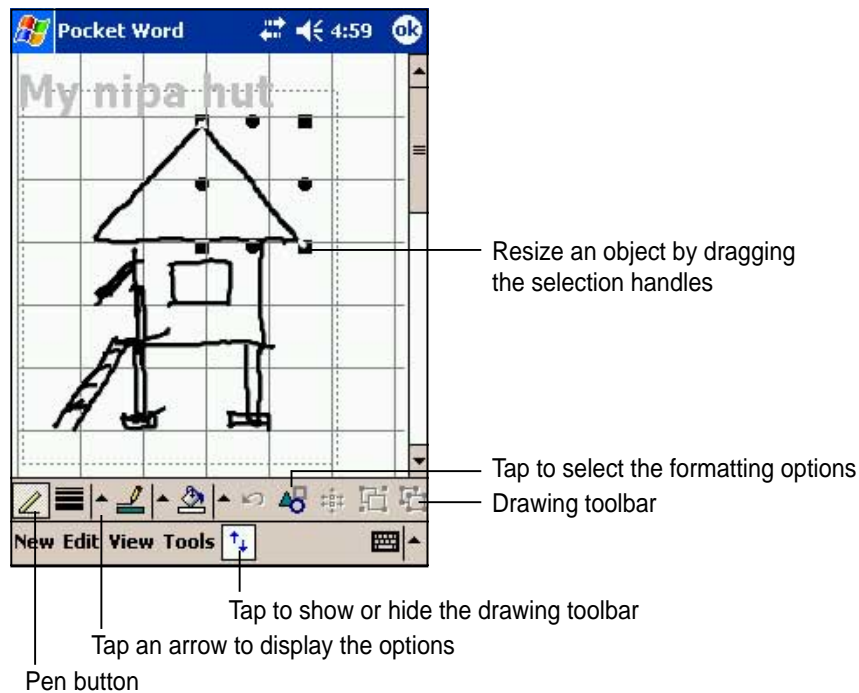 Pocket Word 4:59 ok
My nipa hut
Resize an object by dragging
the selection handles
Tap to select the formatting options
Drawing toolbar
New Edit View Tools
Tap to show or hide the drawing toolbar
Tap an arrow to display the options
Pen button